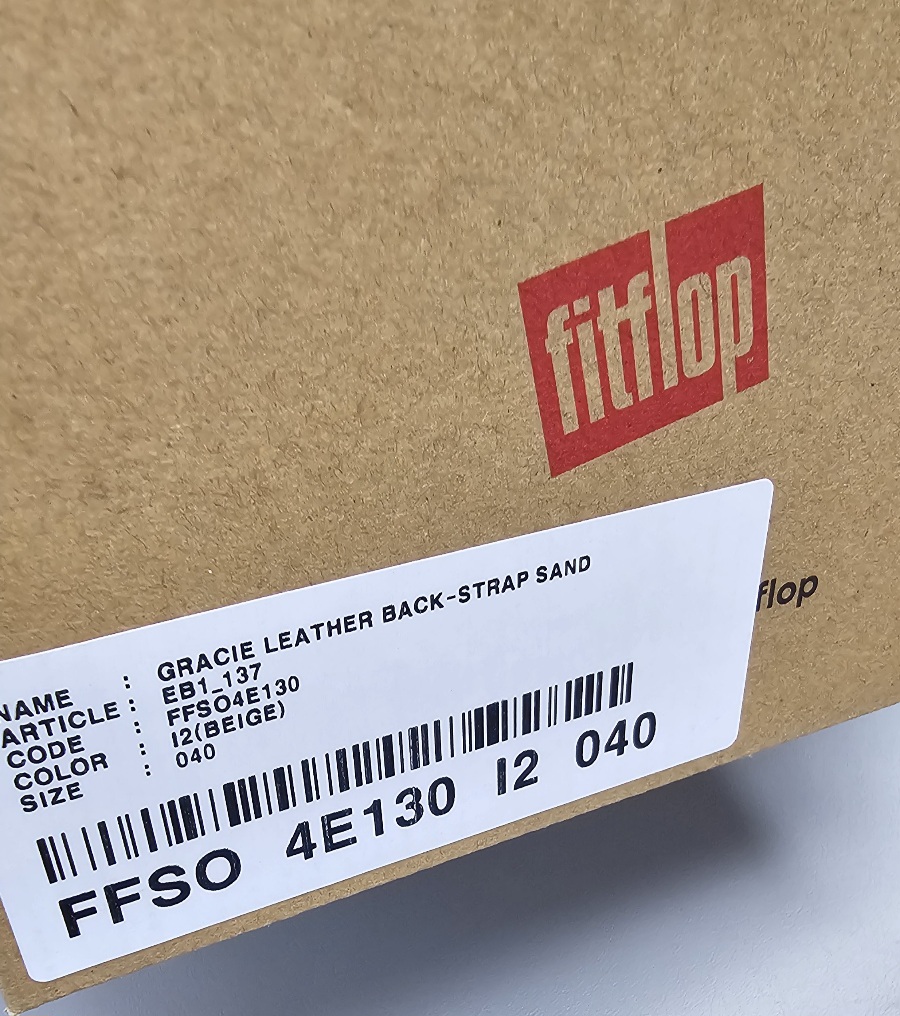 fitflop
flop
NAME : GRACIE LEATHER BACK-STRAP SAND
ARTICLE : EB1_137
CODE : FFSO4E130
COLOR : I2(BEIGE)
SIZE : 040
FFSO 4E130 I2 040